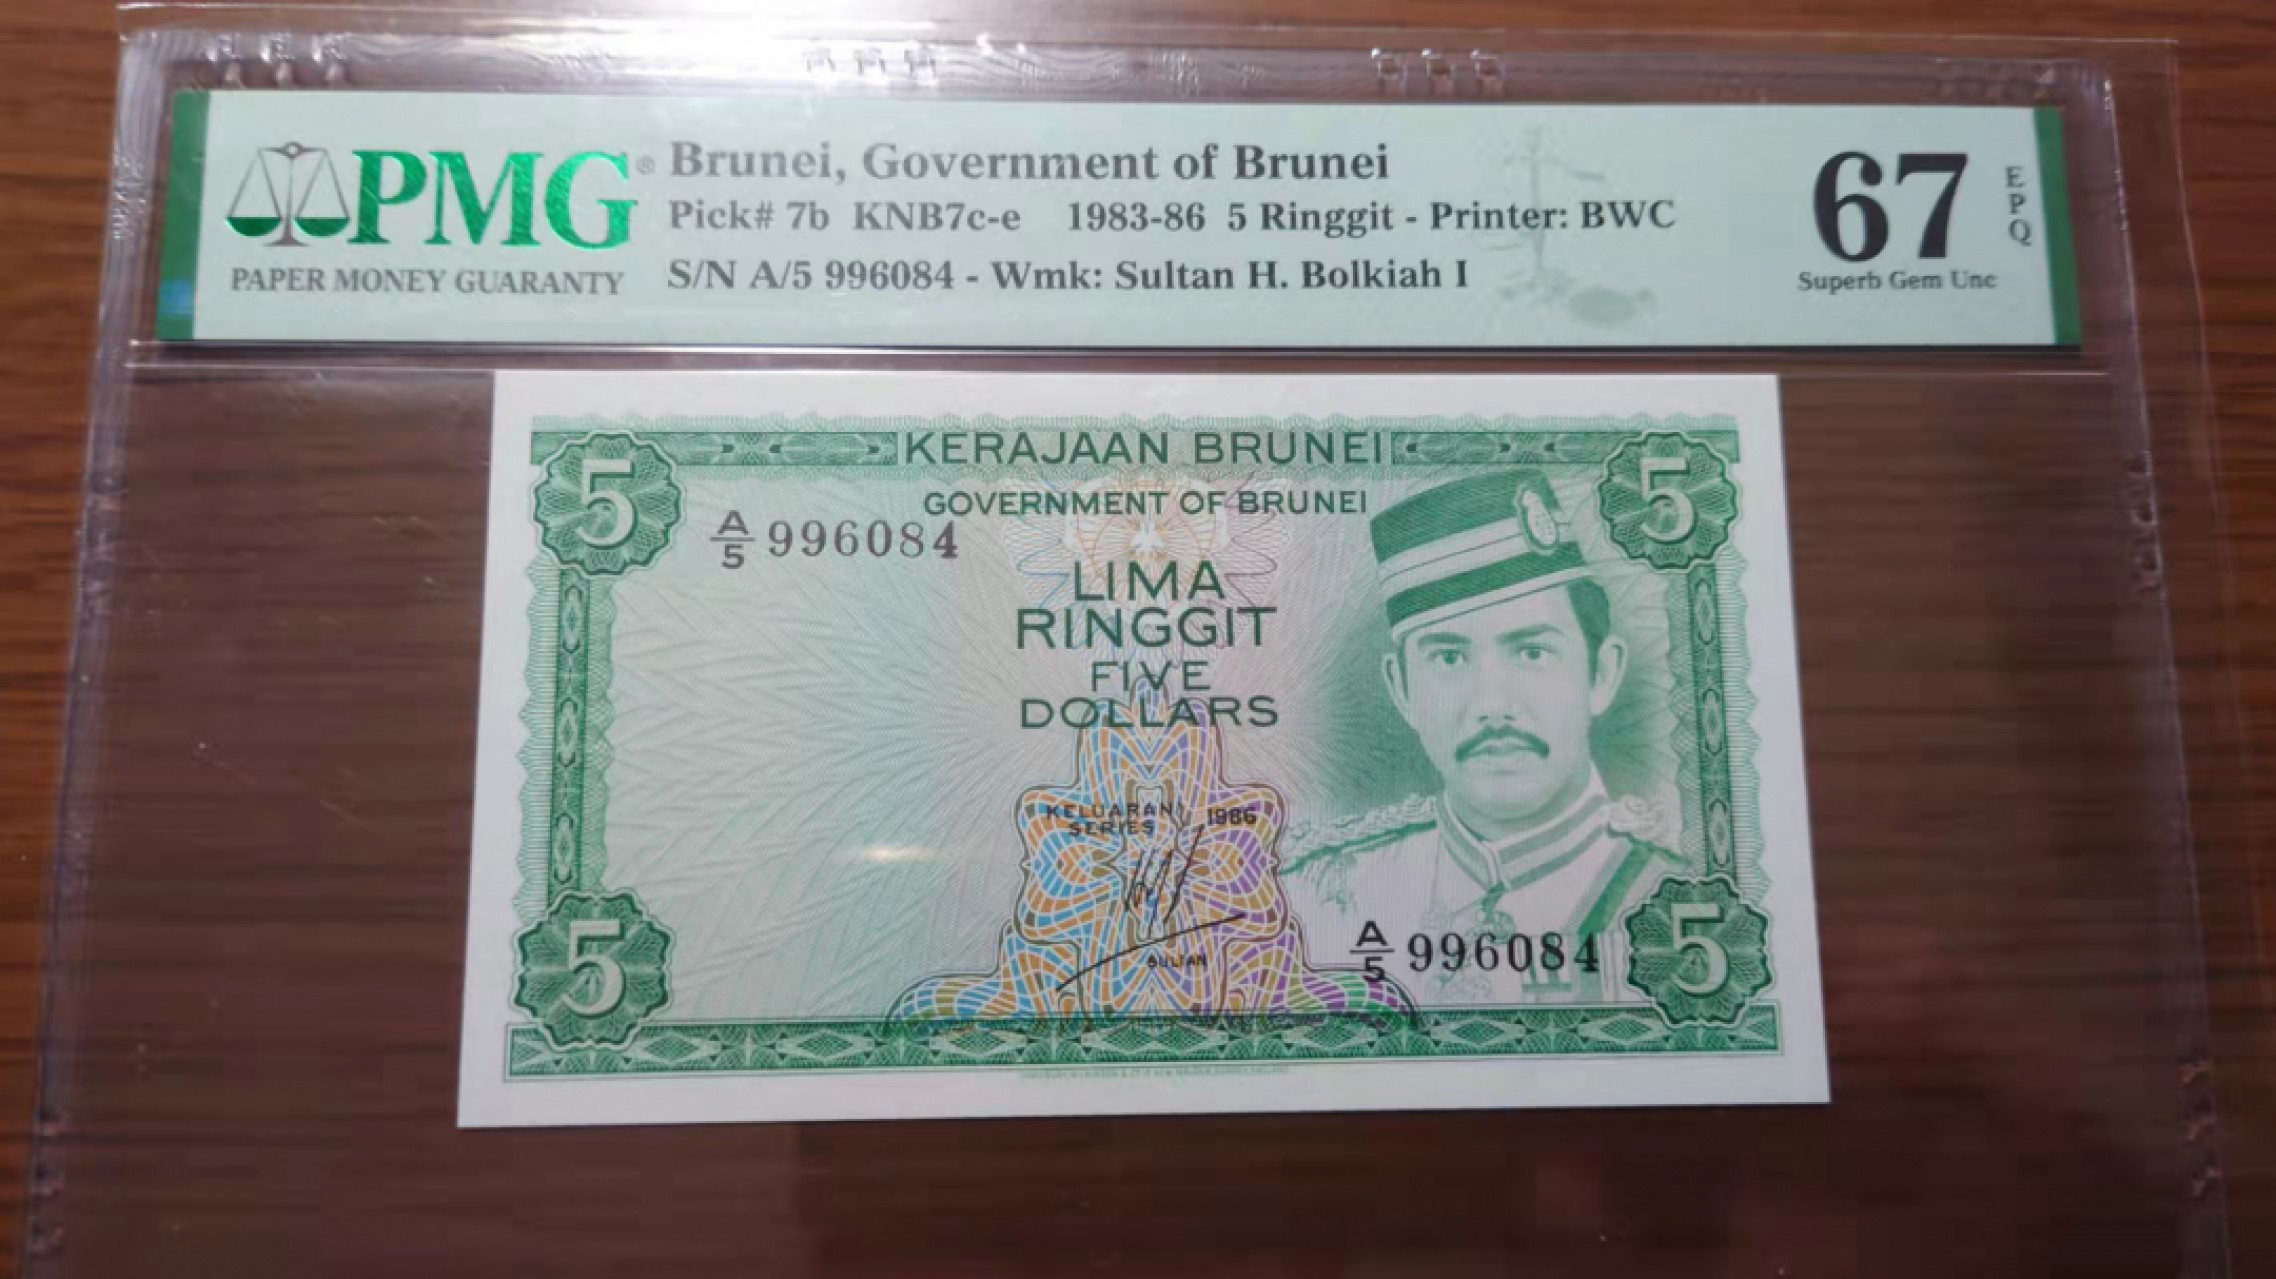 PMG®
PAPER MONEY GUARANTY
Brunei, Government of Brunei
Pick# 7b KNB7c-e 1983-86 5 Ringgit - Printer: BWC
S/N A/5 996084 - Wmk: Sultan H. Bolkiah I
67
EPQ
Superb Gem Unc
KERAJAAN BRUNEI
GOVERNMENT OF BRUNEI
5
5
A/5 996084
LIMA
RINGGIT
FIVE
DOLLARS
KELUARAN
SERIES 1986
SULTAN
A/5 996084
5
5